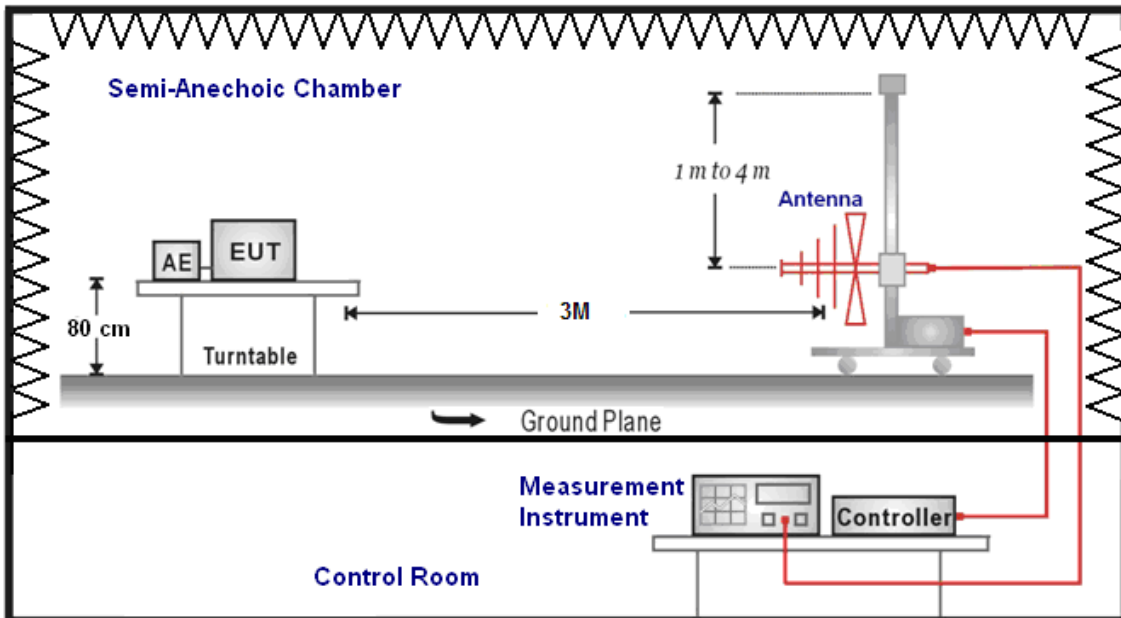 Semi-Anechoic Chamber
1 m to 4 m
Antenna
AE
EUT
80 cm
3M
Turntable
Ground Plane
Measurement
Instrument
Controller
Control Room